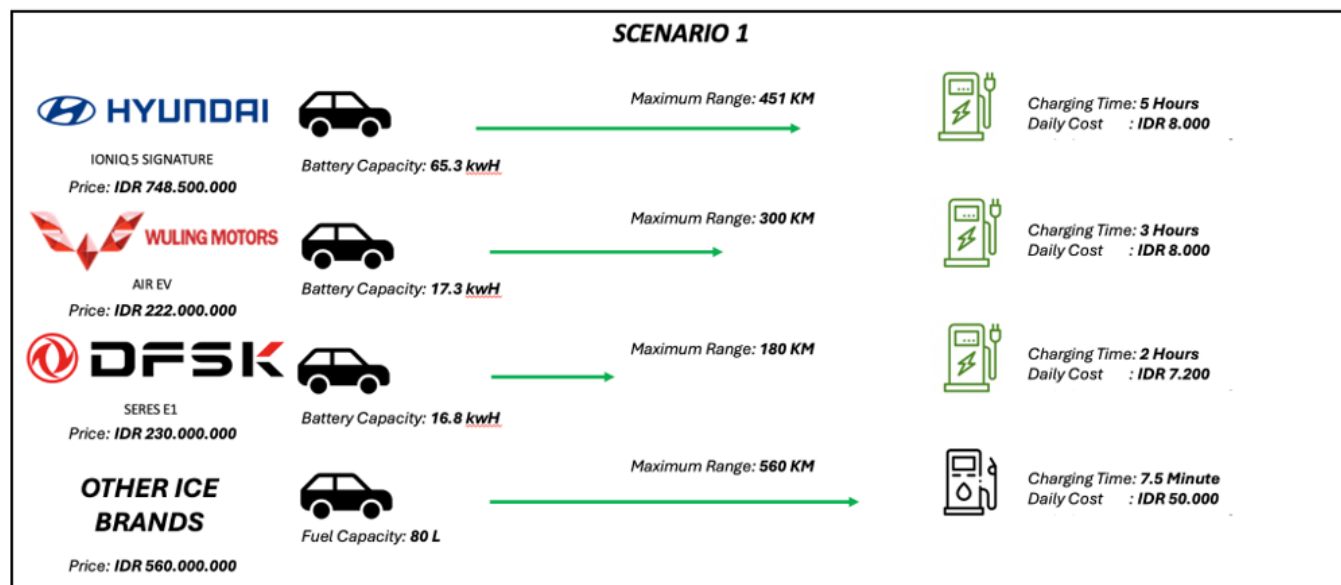 SCENARIO 1
HYUNDAI
IONIQ 5 SIGNATURE
Price: IDR 748.500.000
Battery Capacity: 65.3 kwH
Maximum Range: 451 KM
Charging Time: 5 Hours
Daily Cost : IDR 8.000
WULING MOTORS
AIR EV
Price: IDR 222.000.000
Battery Capacity: 17.3 kwH
Maximum Range: 300 KM
Charging Time: 3 Hours
Daily Cost : IDR 8.000
DFSK
SERES E1
Price: IDR 230.000.000
Battery Capacity: 16.8 kwH
Maximum Range: 180 KM
Charging Time: 2 Hours
Daily Cost : IDR 7.200
OTHER ICE
BRANDS
Price: IDR 560.000.000
Fuel Capacity: 80 L
Maximum Range: 560 KM
Charging Time: 7.5 Minute
Daily Cost : IDR 50.000